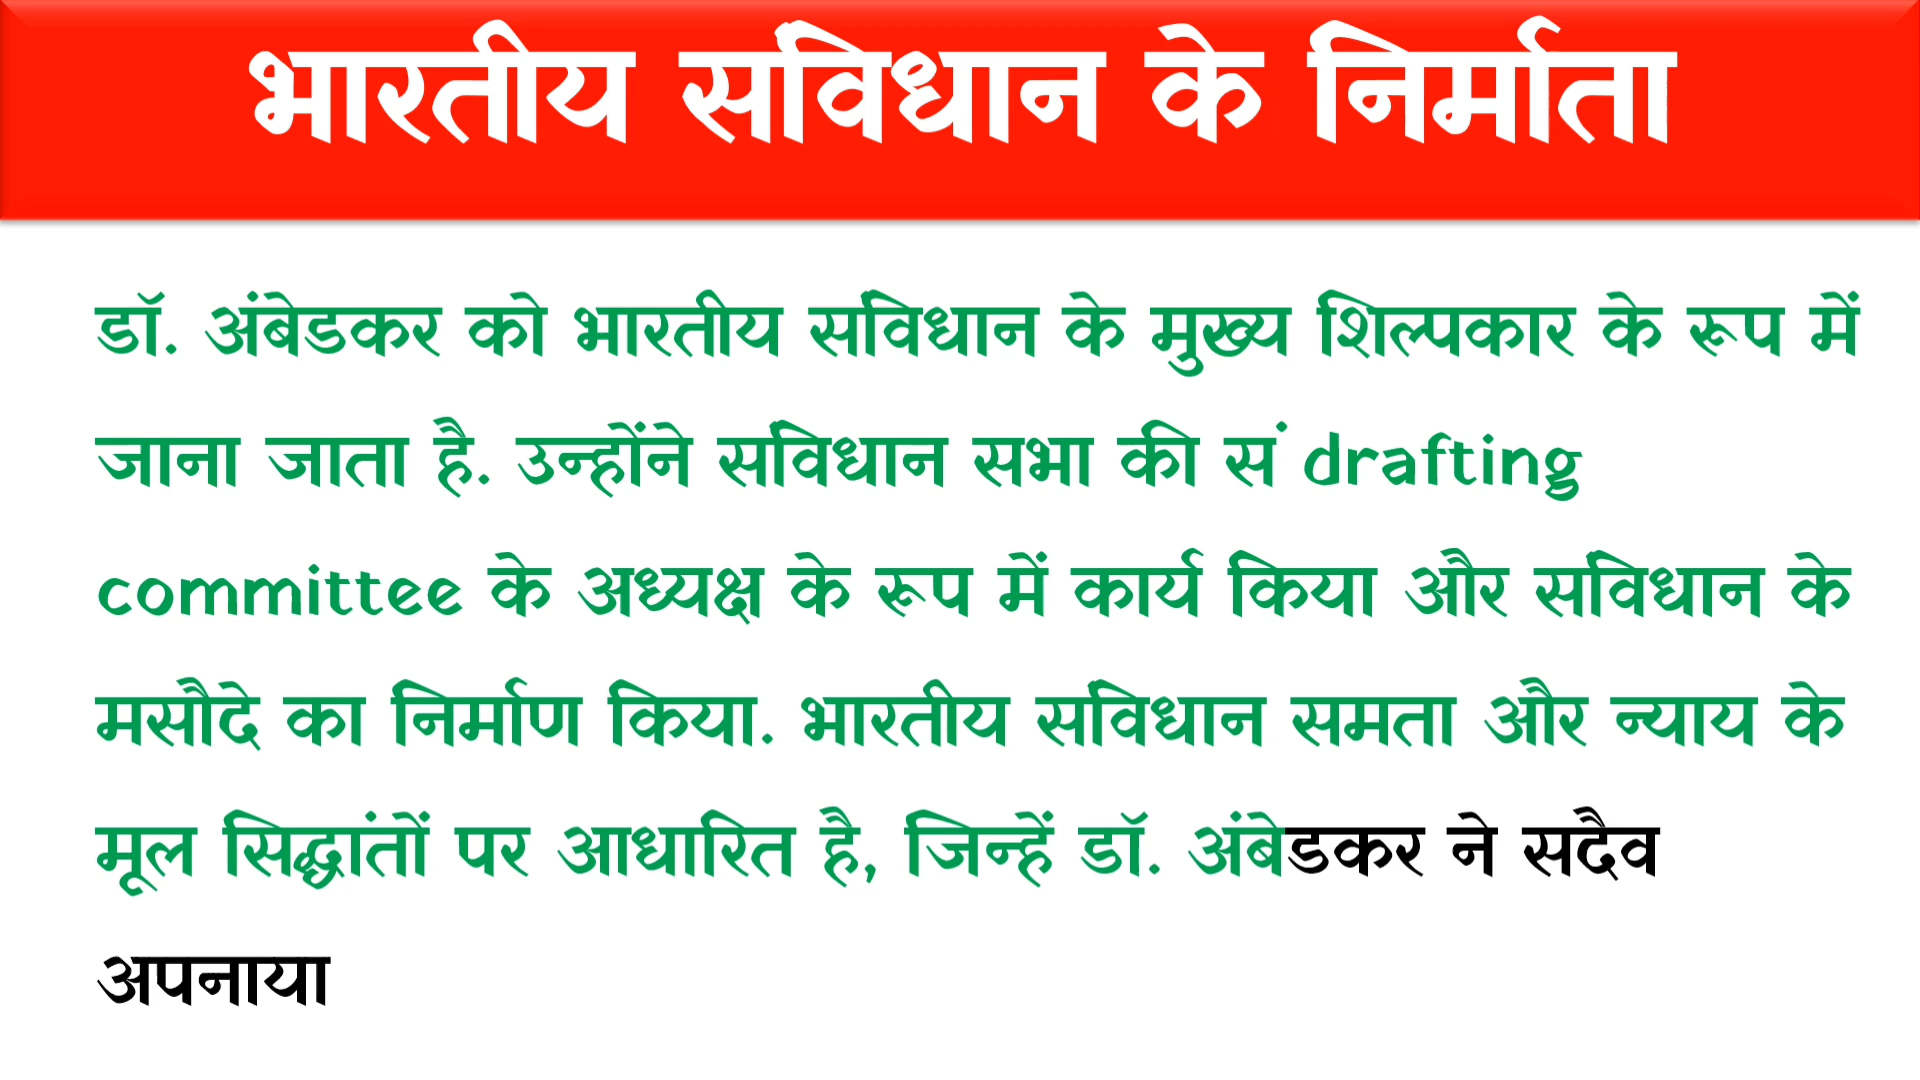 भारतीय संविधान के निर्माता
डॉ. अंबेडकर को भारतीय संविधान के मुख्य शिल्पकार के रूप में
जाना जाता है. उन्होंने संविधान सभा की सं drafting
committee के अध्यक्ष के रूप में कार्य किया और संविधान के
मसौदे का निर्माण किया. भारतीय संविधान समता और न्याय के
मूल सिद्धांतों पर आधारित है, जिन्हें डॉ. अंबेडकर ने सदैव
अपनाया